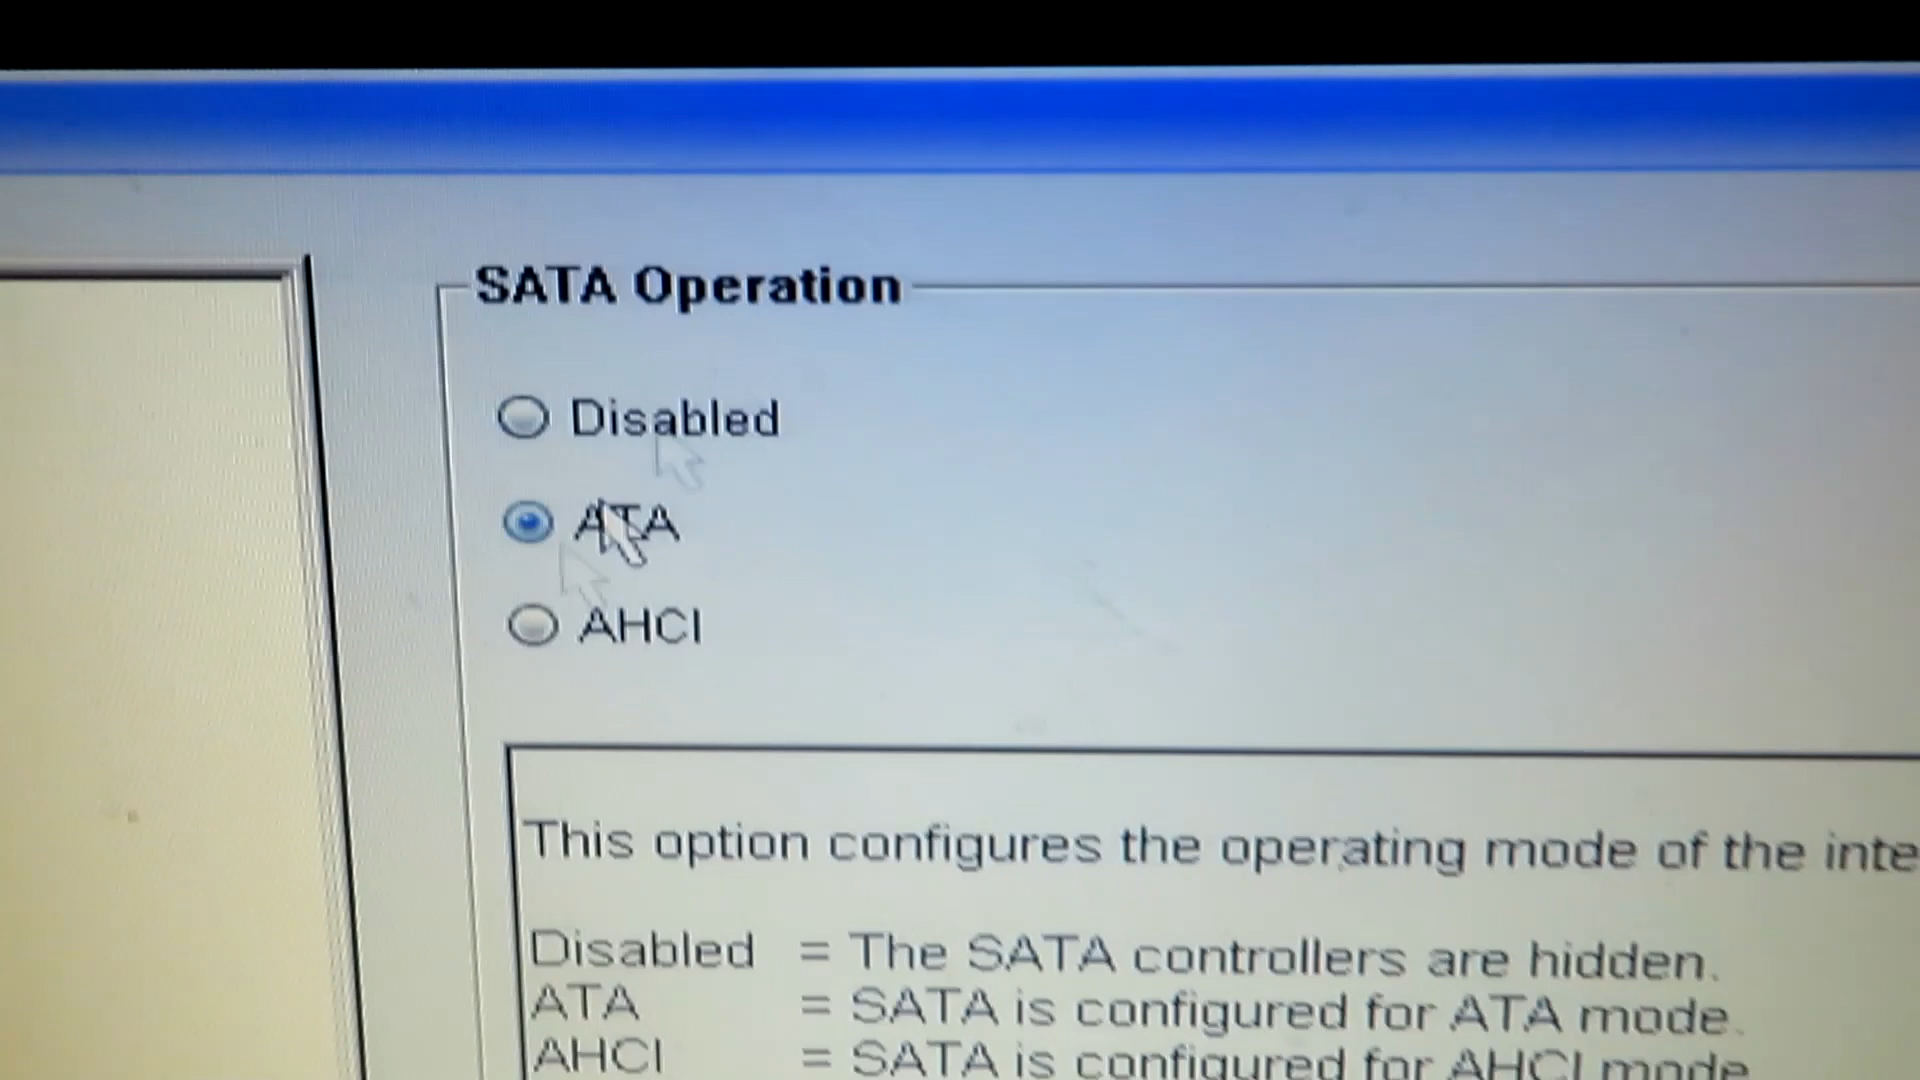 SATA Operation
Disabled
ATA
AHCI
This option configures the operating mode of the
Disabled = The SATA controllers are hidden.
ATA = SATA is configured for ATA mode.
AHCI = SATA is configured for AHCI mode